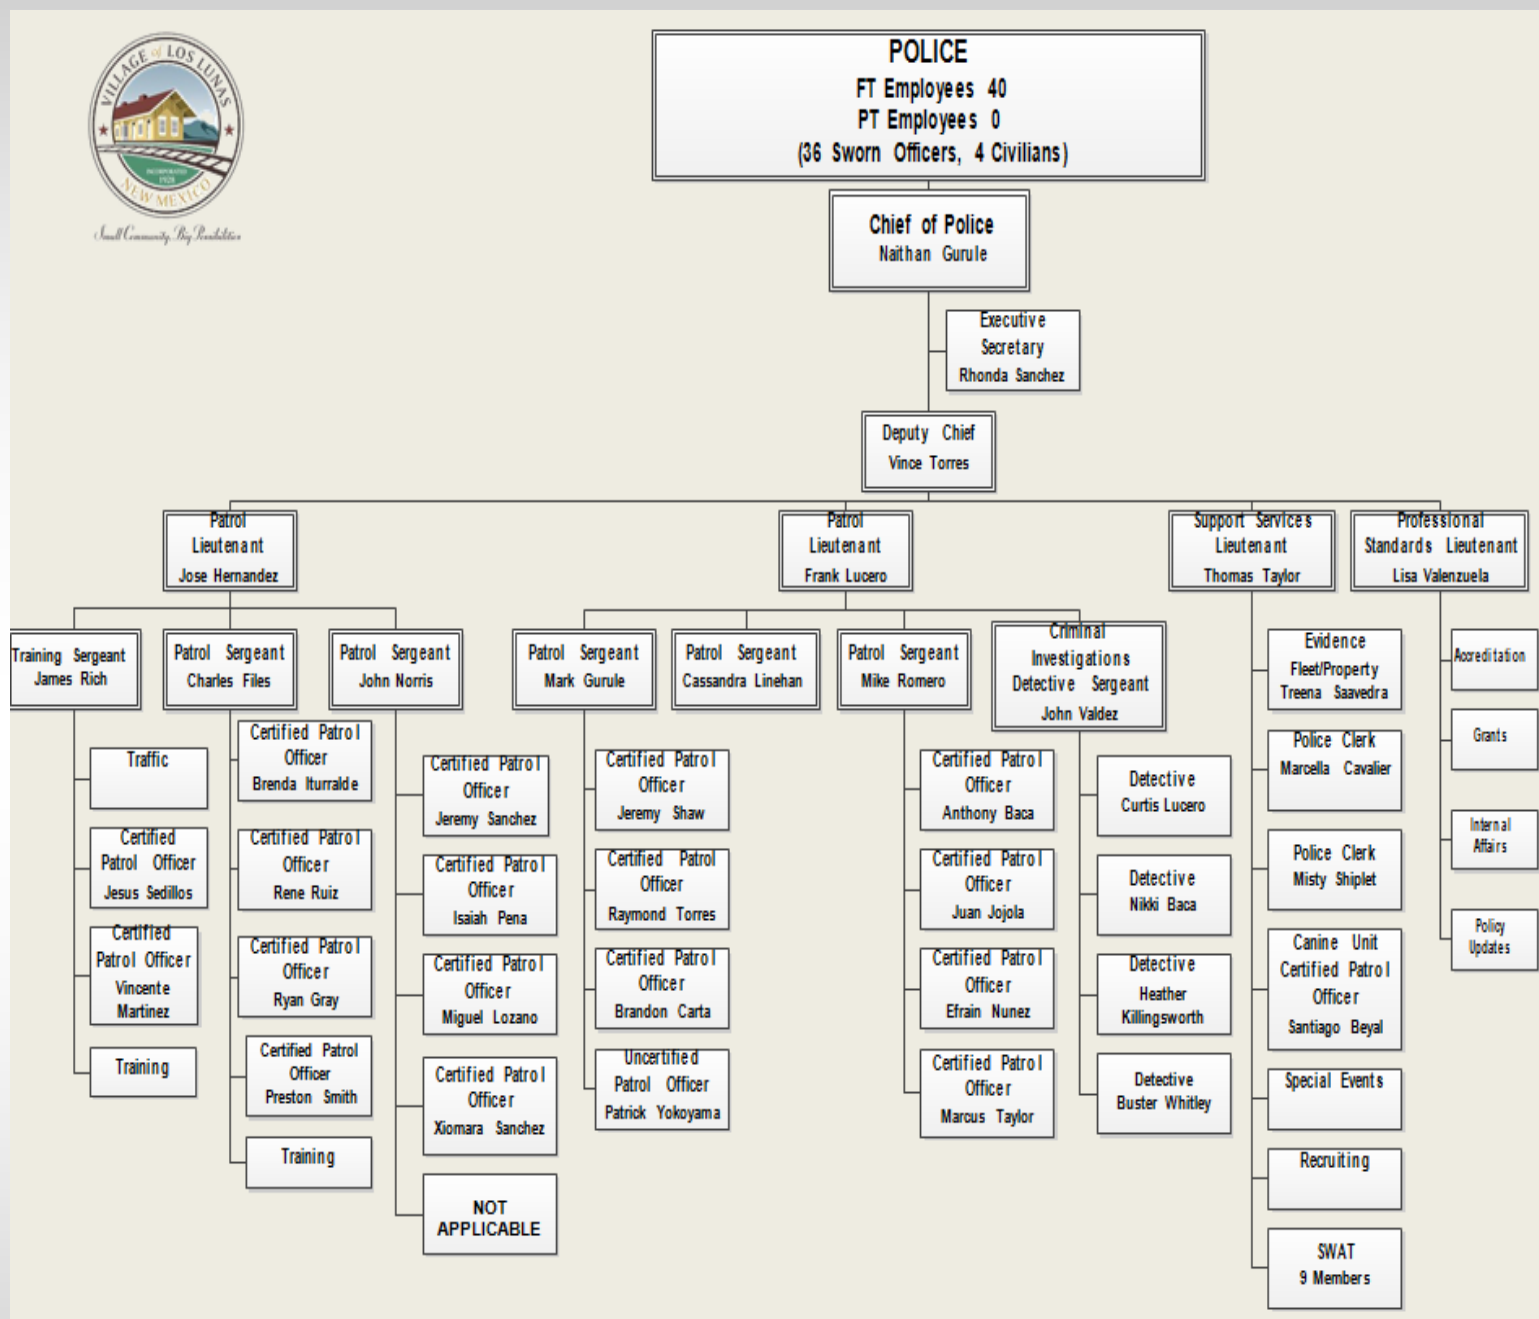 VILLAGE of LOS LUNAS
INCORPORATED
1928
NEW MEXICO
Small Community, Big Possibilities
POLICE
FT Employees 40
PT Employees 0
(36 Sworn Officers, 4 Civilians)
Chief of Police
Naithan Gurule
Executive
Secretary
Rhonda Sanchez
Deputy Chief
Vince Torres
Patrol
Lieutenant
Jose Hernandez
Patrol
Lieutenant
Frank Lucero
Support Services
Lieutenant
Thomas Taylor
Professional
Standards Lieutenant
Lisa Valenzuela
Training Sergeant
James Rich
Patrol Sergeant
Charles Files
Patrol Sergeant
John Norris
Patrol Sergeant
Mark Gurule
Patrol Sergeant
Cassandra Linehan
Patrol Sergeant
Mike Romero
Criminal
Investigations
Detective Sergeant
John Valdez
Traffic
Certified
Patrol Officer
Jesus Sedillos
Certified
Patrol Officer
Vincente
Martinez
Training
Certified Patrol
Officer
Brenda Iturralde
Certified Patrol
Officer
Rene Ruiz
Certified Patrol
Officer
Ryan Gray
Certified Patrol
Officer
Preston Smith
Training
Certified Patrol
Officer
Jeremy Sanchez
Certified Patrol
Officer
Isaiah Pena
Certified Patrol
Officer
Miguel Lozano
Certified Patrol
Officer
Xiomara Sanchez
NOT
APPLICABLE
Certified Patrol
Officer
Jeremy Shaw
Certified Patrol
Officer
Raymond Torres
Certified Patrol
Officer
Brandon Carta
Uncertified
Patrol Officer
Patrick Yokoyama
Certified Patrol
Officer
Anthony Baca
Certified Patrol
Officer
Juan Jojola
Certified Patrol
Officer
Efrain Nunez
Certified Patrol
Officer
Marcus Taylor
Detective
Curtis Lucero
Detective
Nikki Baca
Detective
Heather
Killingsworth
Detective
Buster Whitley
Evidence
Fleet/Property
Treena Saavedra
Police Clerk
Marcella Cavalier
Police Clerk
Misty Shiplet
Canine Unit
Certified Patrol
Officer
Santiago Beyal
Special Events
Recruiting
SWAT
9 Members
Accreditation
Grants
Internal
Affairs
Policy
Updates